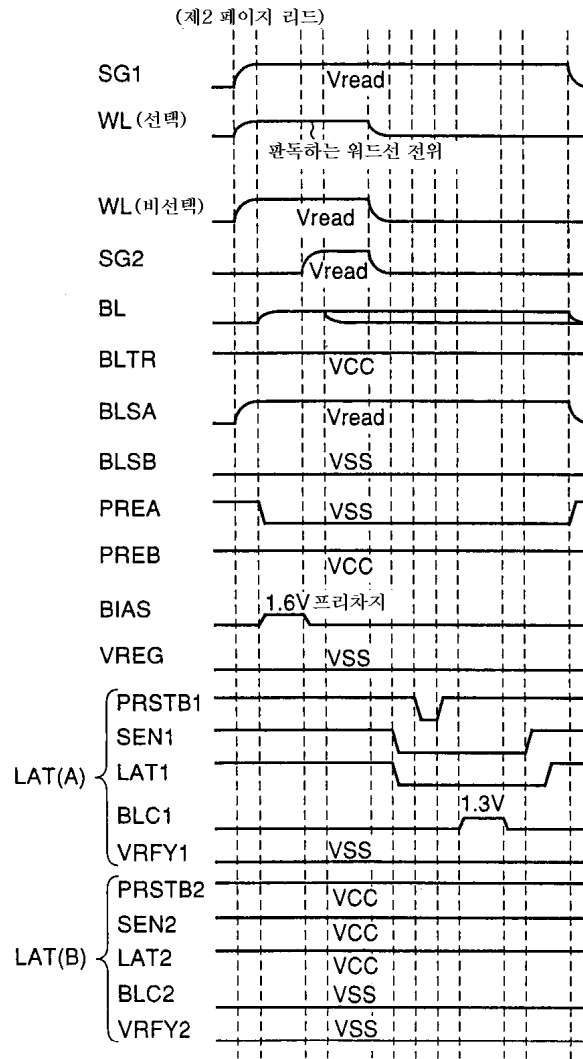 (제2 페이지 리드)
SG1
Vread
WL (선택)
판독하는 워드선 전위
WL (비선택)
Vread
SG2
Vread
BL
BLTR
VCC
BLSA
Vread
BLSB
VSS
PREA
VSS
PREB
VCC
BIAS
1.6V 프리차지
VREG
VSS
LAT(A)
PRSTB1
SEN1
LAT1
BLC1
1.3V
VRFY1
VSS
LAT(B)
PRSTB2
VCC
SEN2
VCC
LAT2
VCC
BLC2
VSS
VRFY2
VSS